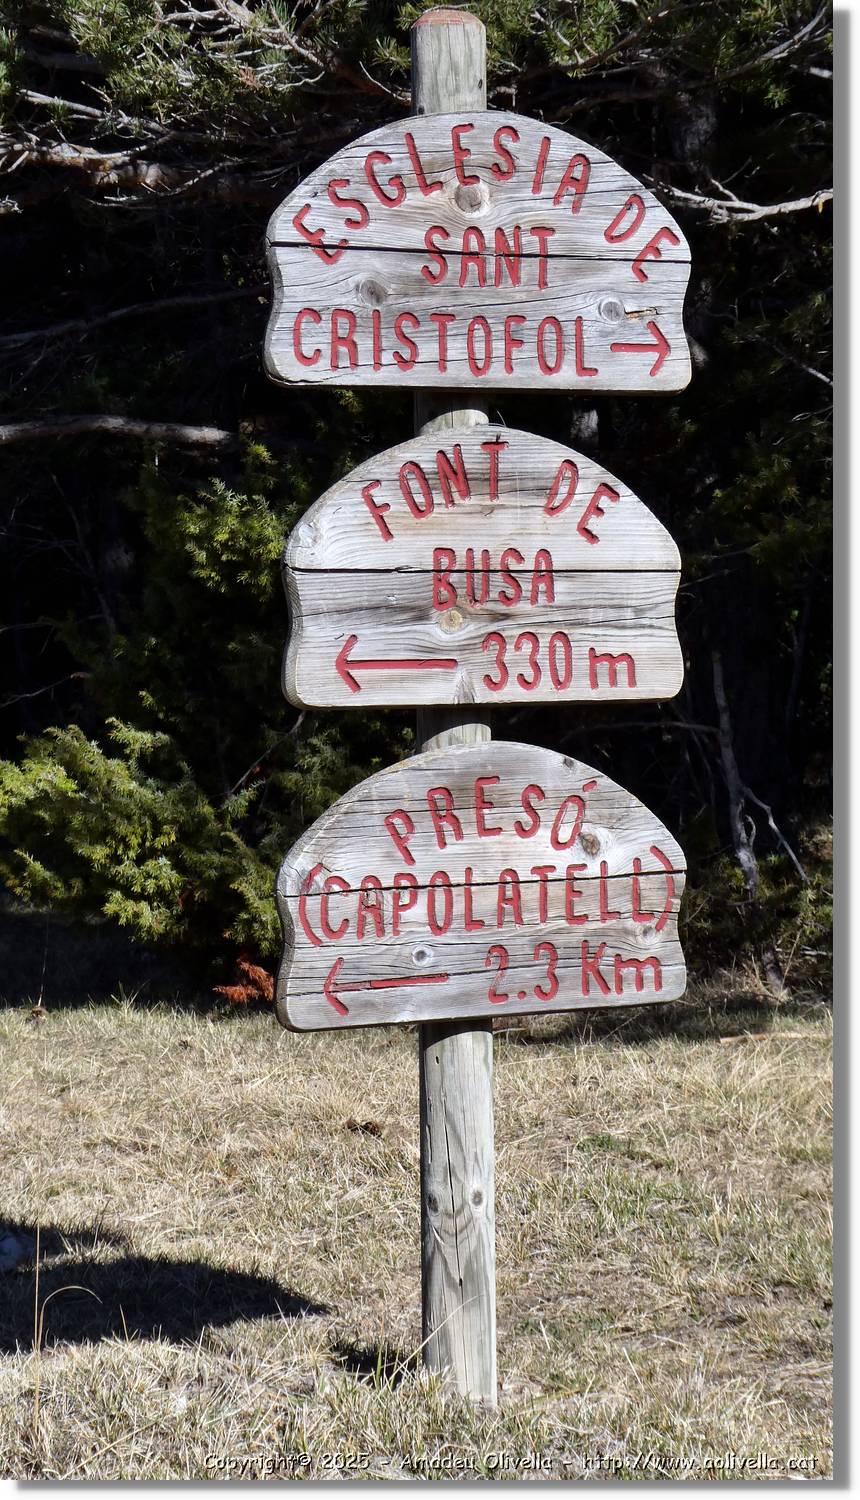 ESGLESIA DE
SANT
CRISTOFOL →
FONT DE
BUSA
← 330 m
PRESÓ
(CAPOLATELL)
← 2.3 Km
Copyright© 2025 - Amadeu Olivella - http://www.aolivella.cat